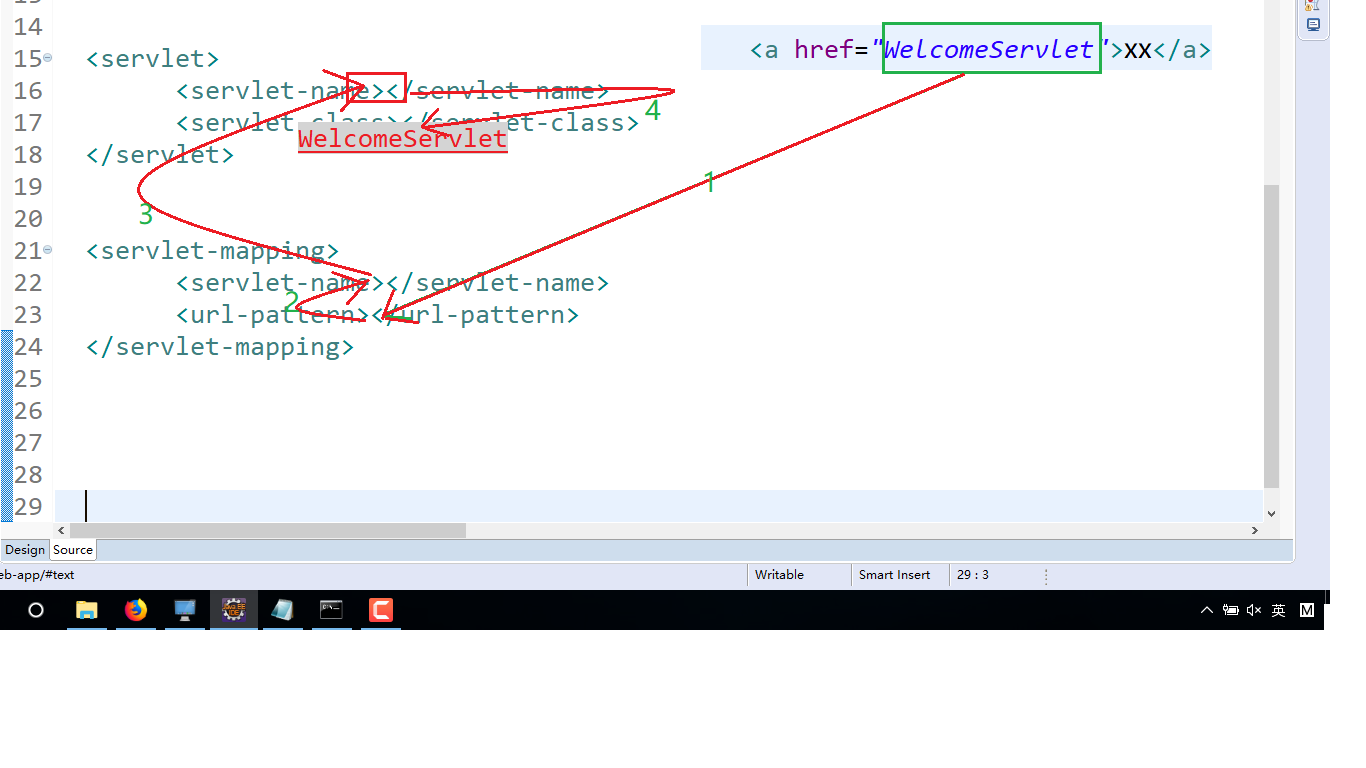 14
<a href="WelcomeServlet">xx</a>
15 <servlet>
16 <servlet-name></servlet-name>
4
17 <servlet-class></servlet-class>
WelcomeServlet
18 </servlet>
1
19
3
20
21 <servlet-mapping>
22 <servlet-name></servlet-name>
2
23 <url-pattern></url-pattern>
24 </servlet-mapping>
25
26
27
28
29
Design Source
eb-app/#text Writable Smart Insert 29 : 3
英 M